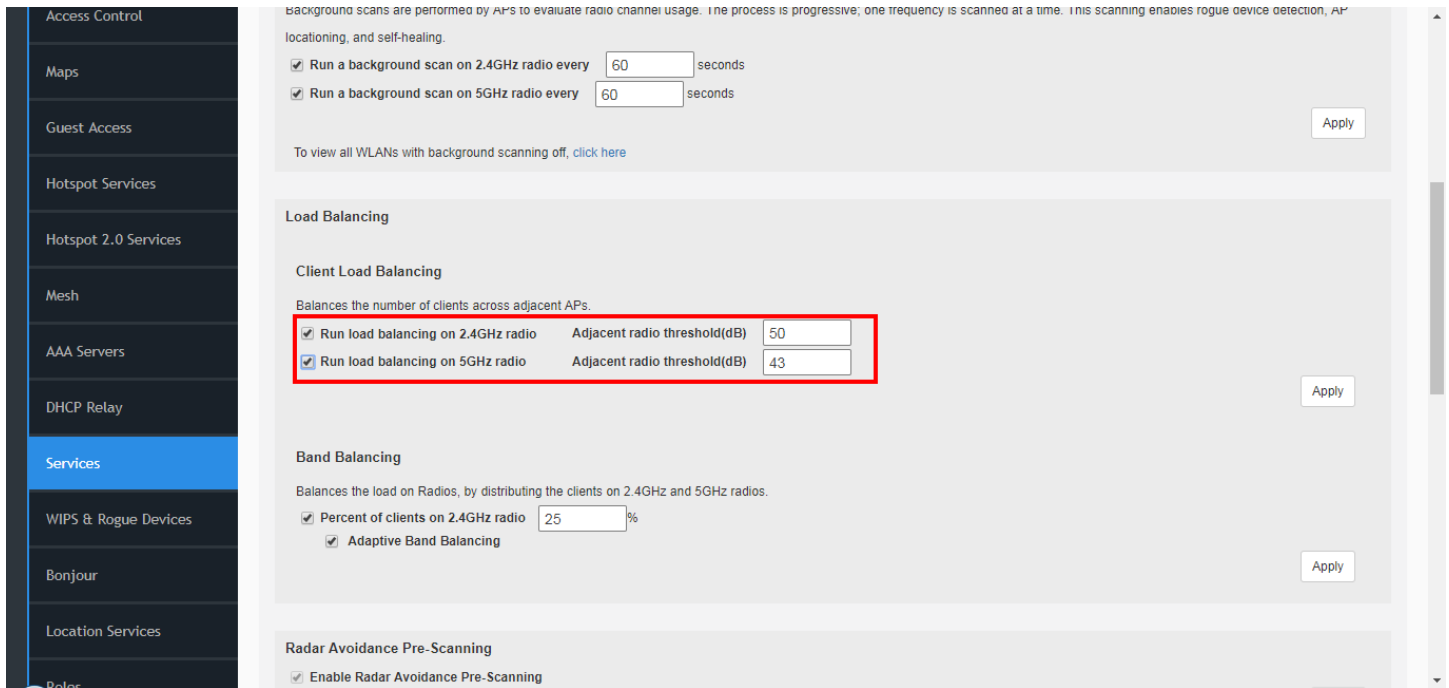 Access Control
Maps
Guest Access
Hotspot Services
Hotspot 2.0 Services
Mesh
AAA Servers
DHCP Relay
Services
WIPS & Rogue Devices
Bonjour
Location Services
Roles
Background scans are performed by APs to evaluate radio channel usage. The process is progressive; one frequency is scanned at a time. This scanning enables rogue device detection, AP
locationing, and self-healing.
Run a background scan on 2.4GHz radio every 60 seconds
Run a background scan on 5GHz radio every 60 seconds
Apply
To view all WLANs with background scanning off, click here
Load Balancing
Client Load Balancing
Balances the number of clients across adjacent APs.
Run load balancing on 2.4GHz radio Adjacent radio threshold(dB) 50
Run load balancing on 5GHz radio Adjacent radio threshold(dB) 43
Apply
Band Balancing
Balances the load on Radios, by distributing the clients on 2.4GHz and 5GHz radios.
Percent of clients on 2.4GHz radio 25 %
Adaptive Band Balancing
Apply
Radar Avoidance Pre-Scanning
Enable Radar Avoidance Pre-Scanning